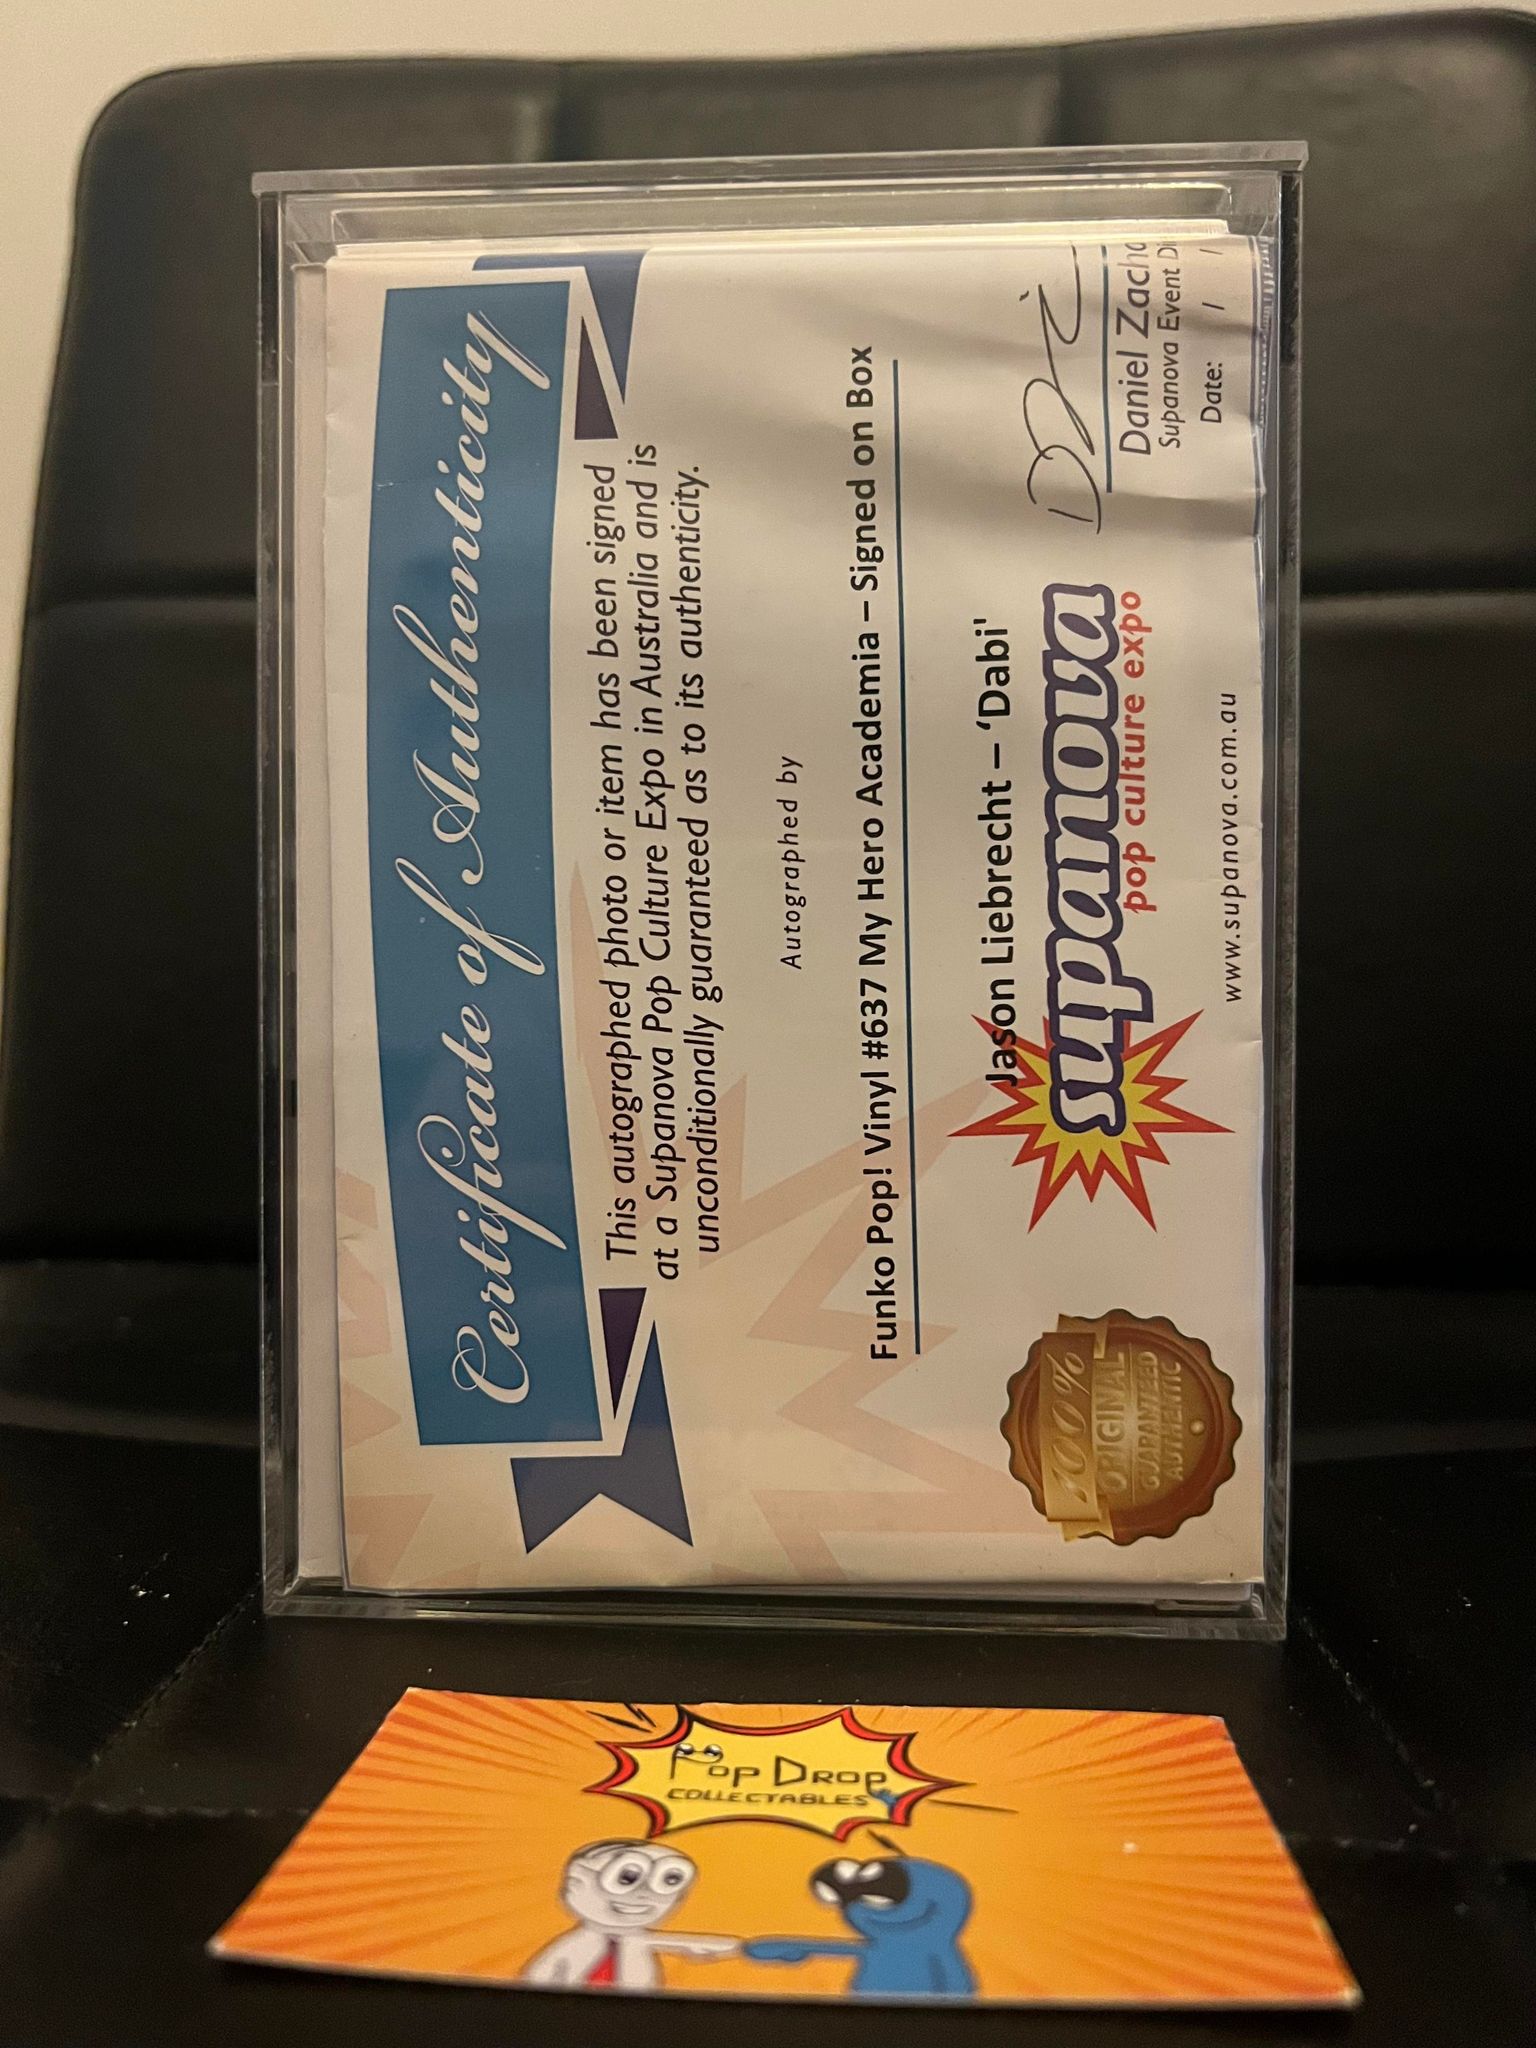 Certificate of Authenticity
This autographed photo or item has been signed
at a Supanova Pop Culture Expo in Australia and is
unconditionally guaranteed as to its authenticity.
Autographed by
Funko Pop! Vinyl #637 My Hero Academia – Signed on Box
Jason Liebrecht – ‘Dabi'
supanova
pop culture expo
www.supanova.com.au
100%
ORIGINAL
GUARANTEED
AUTHENTIC
Daniel Zacha
Supanova Event Di
Date: / /
POP DROP
COLLECTABLES